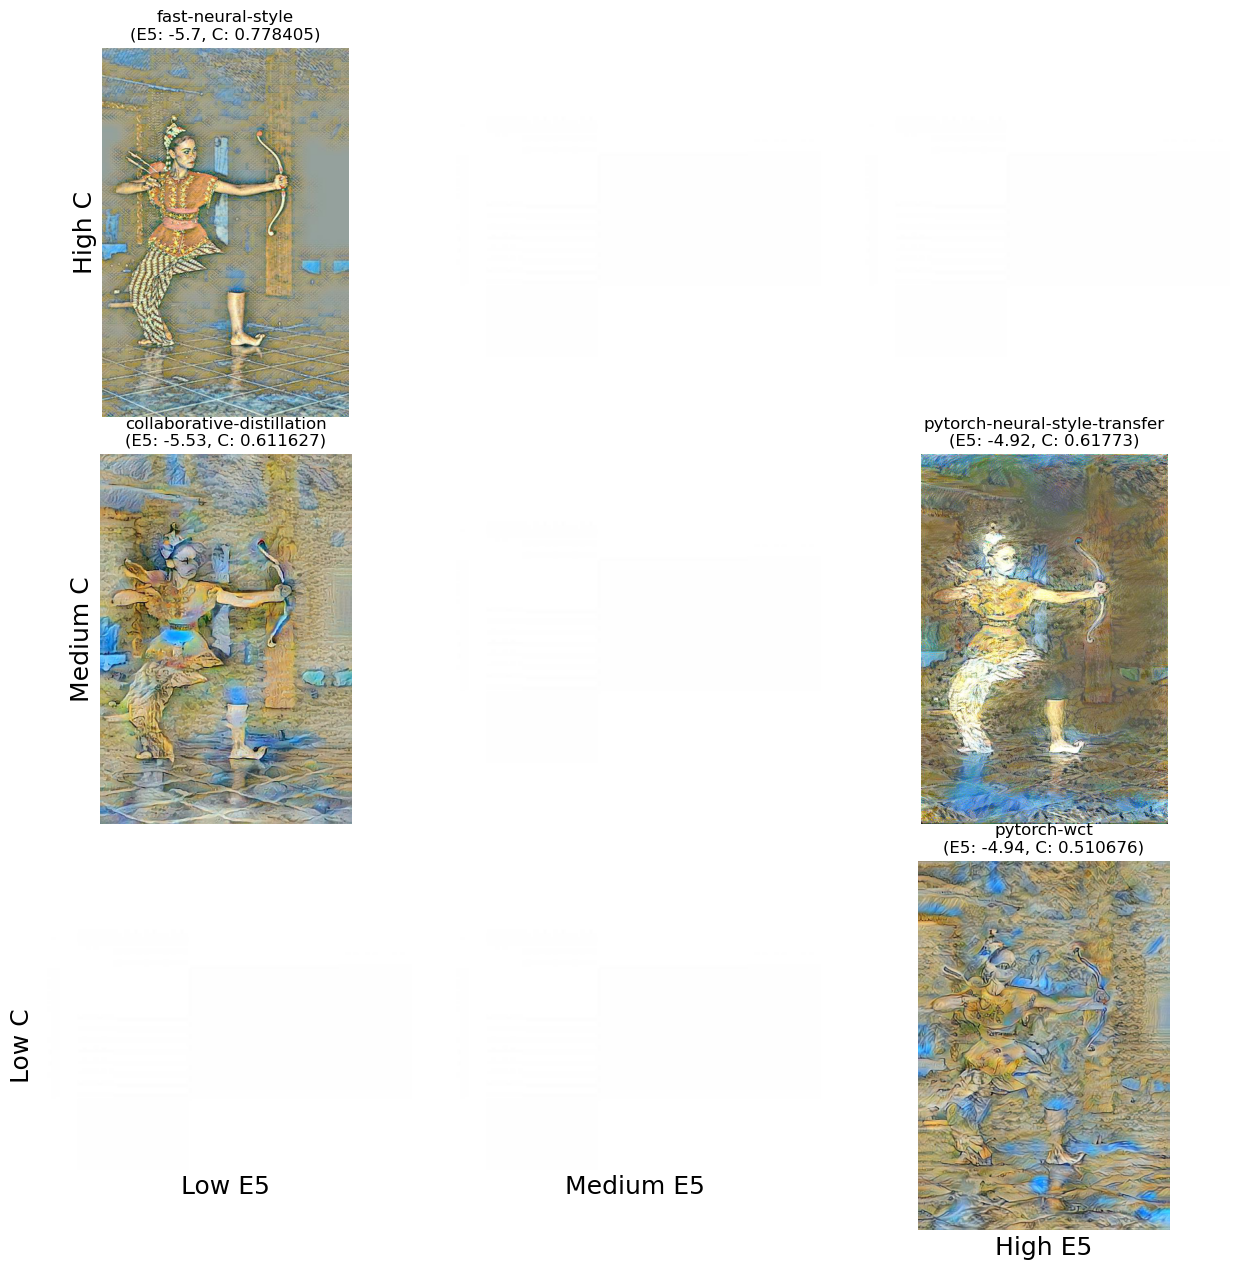 fast-neural-style
(E5: -5.7, C: 0.778405)
High C
collaborative-distillation
(E5: -5.53, C: 0.611627)
pytorch-neural-style-transfer
(E5: -4.92, C: 0.61773)
Medium C
pytorch-wct
(E5: -4.94, C: 0.510676)
Low C
Low E5
Medium E5
High E5